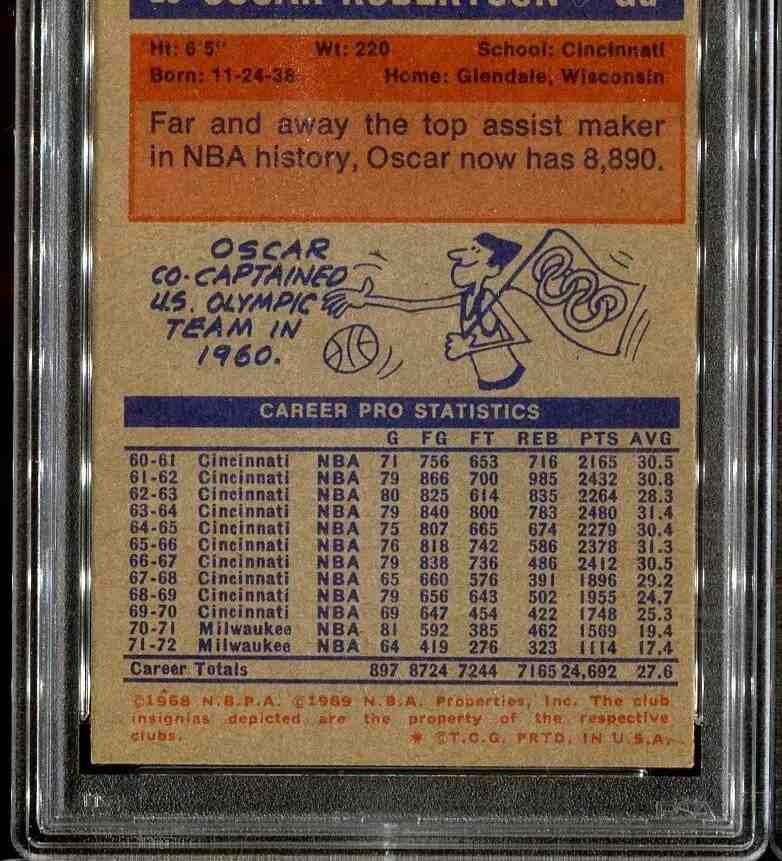 OSCAR ROBERTSON
Ht: 6'5" Wt: 220 School: Cincinnati
Born: 11-24-38 Home: Glendale, Wisconsin
Far and away the top assist maker
in NBA history, Oscar now has 8,890.
OSCAR
CO-CAPTAINED
U.S. OLYMPIC
TEAM IN
1960.
CAREER PRO STATISTICS
G FG FT REB PTS AVG
60-61 Cincinnati NBA 71 756 653 716 2165 30.5
61-62 Cincinnati NBA 79 866 700 985 2432 30.8
62-63 Cincinnati NBA 80 825 614 835 2264 28.3
63-64 Cincinnati NBA 79 840 800 783 2480 31.4
64-65 Cincinnati NBA 75 807 665 674 2279 30.4
65-66 Cincinnati NBA 76 818 742 586 2378 31.3
66-67 Cincinnati NBA 79 838 736 486 2412 30.5
67-68 Cincinnati NBA 65 660 576 391 1896 29.2
68-69 Cincinnati NBA 79 656 643 502 1955 24.7
69-70 Cincinnati NBA 69 647 454 422 1748 25.3
70-71 Milwaukee NBA 81 592 385 462 1569 19.4
71-72 Milwaukee NBA 64 419 276 323 1114 17.4
Career Totals 897 8724 7244 7165 24,692 27.6
©1968 N.B.P.A. ©1969 N.B.A. Properties, Inc. The club
insignias depicted are the property of the respective
clubs. * ©T.C.G. PRTD. IN U.S.A.